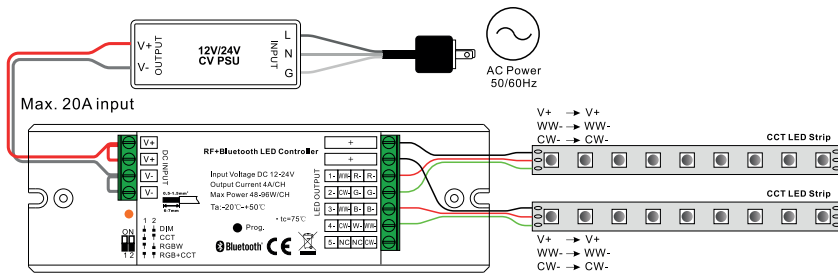 V+
V-
OUTPUT
12V/24V
CV PSU
L
N
G
INPUT
AC Power
50/60Hz
Max. 20A input
V+
V+
V-
V-
DC INPUT
0.5-1.5mm²
6-7mm
RF+Bluetooth LED Controller
Input Voltage DC 12-24V
Output Current 4A/CH
Max Power 48-96W/CH
Ta:-20℃~+50℃
• tc=75℃
Prog.
Bluetooth®
CE
ON
1 2
1 2
DIM
CCT
RGBW
RGB+CCT
LED OUTPUT
+
+
1- WW- R- R-
2- CW- G- G-
3- WW- B- B-
4- CW- W- WW-
5- NC NC CW-
V+ → V+
WW- → WW-
CW- → CW-
CCT LED Strip
CCT LED Strip
V+ → V+
WW- → WW-
CW- → CW-